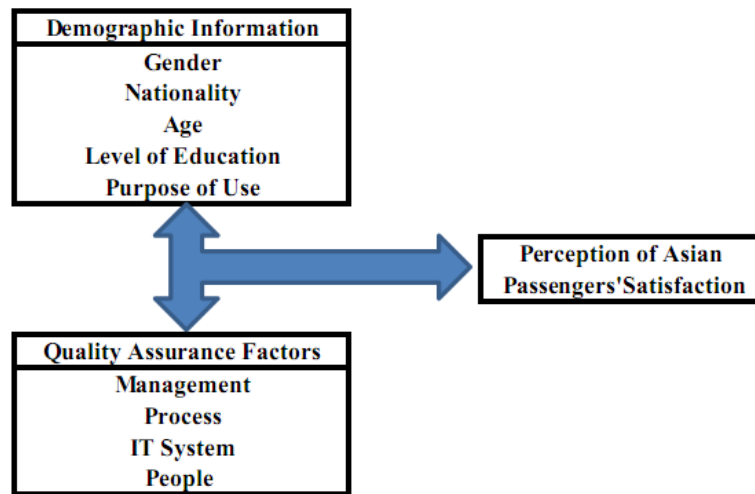 Demographic Information
Gender
Nationality
Age
Level of Education
Purpose of Use
Perception of Asian
Passengers'Satisfaction
Quality Assurance Factors
Management
Process
IT System
People